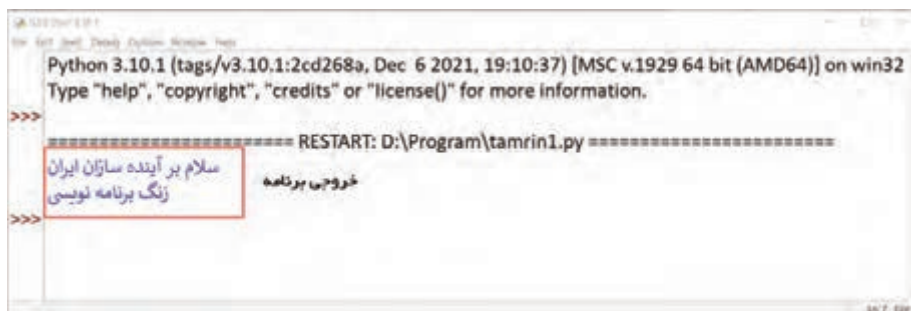 Python 3.10.1 (tags/v3.10.1:2cd268a, Dec 6 2021, 19:10:37) [MSC v.1929 64 bit (AMD64)] on win32
Type "help", "copyright", "credits" or "license()" for more information.
>>>
======================== RESTART: D:\Program\tamrin1.py ========================
سلام بر آینده سازان ایران
زنگ برنامه نویسی
خروجی برنامه
>>>